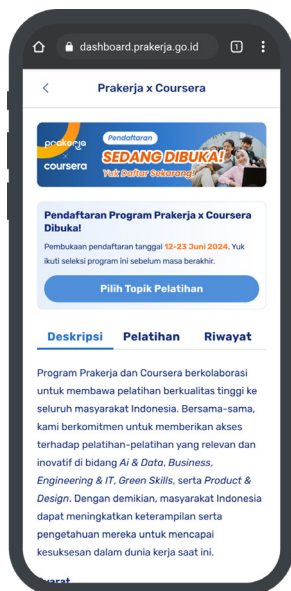 dashboard.prakerja.go.id
1
Prakerja x Coursera
prakerja
x
coursera
Pendaftaran
SEDANG DIBUKA!
Yuk Daftar Sekarang!
Pendaftaran Program Prakerja x Coursera
Dibuka!
Pembukaan pendaftaran tanggal 12-23 Juni 2024. Yuk
ikuti seleksi program ini sebelum masa berakhir.
Pilih Topik Pelatihan
Deskripsi Pelatihan Riwayat
Program Prakerja dan Coursera berkolaborasi
untuk membawa pelatihan berkualitas tinggi ke
seluruh masyarakat Indonesia. Bersama-sama,
kami berkomitmen untuk memberikan akses
terhadap pelatihan-pelatihan yang relevan dan
inovatif di bidang Ai & Data, Business,
Engineering & IT, Green Skills, serta Product &
Design. Dengan demikian, masyarakat Indonesia
dapat meningkatkan keterampilan serta
pengetahuan mereka untuk mencapai
kesuksesan dalam dunia kerja saat ini.